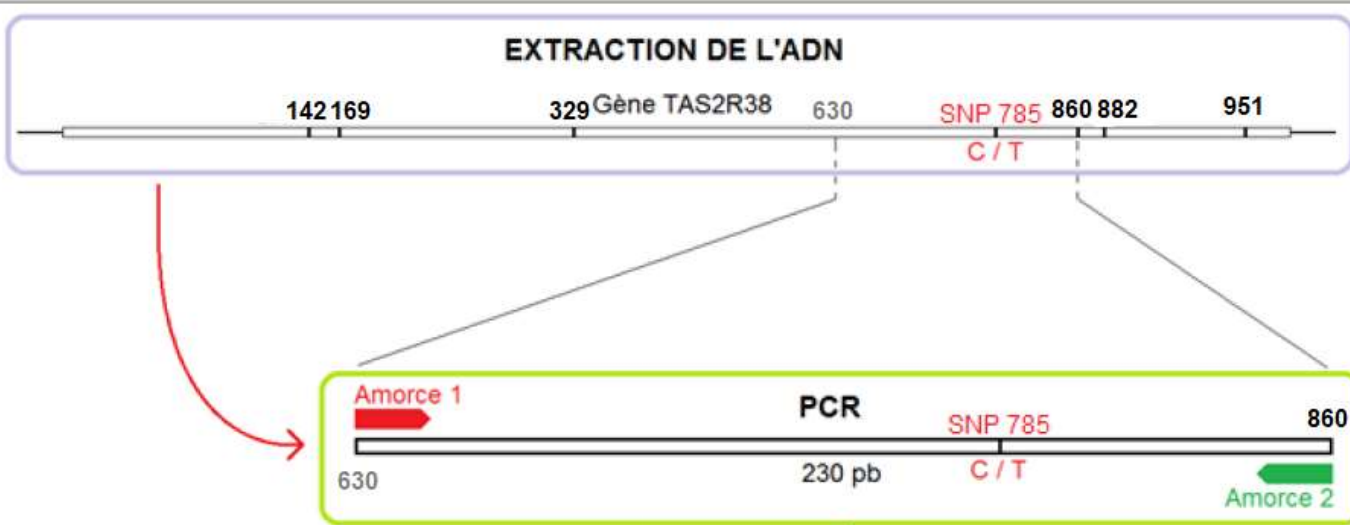 EXTRACTION DE L'ADN
142 169 329 Gène TAS2R38 630 SNP 785 860 882 951
C / T
Amorce 1
PCR
SNP 785
860
630
230 pb
C / T
Amorce 2